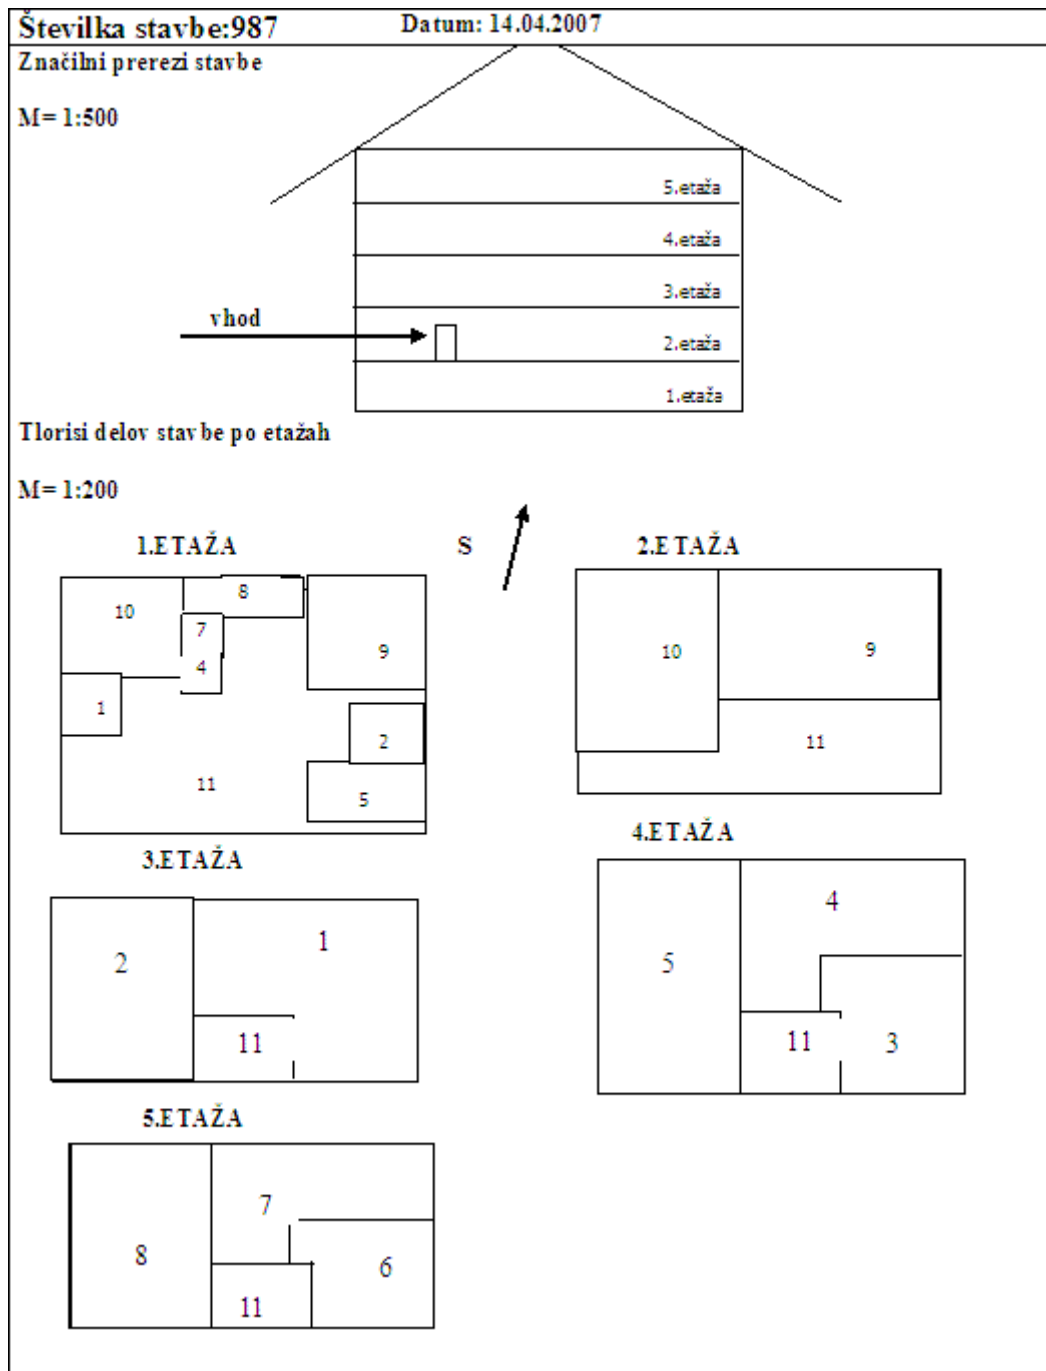 Številka stavbe:987 Datum: 14.04.2007
Značilni prerezi stavbe
M= 1:500
5.etaža
4.etaža
3.etaža
vhod
2.etaža
1.etaža
Tlorisi delov stavbe po etažah
M= 1:200
1.ETAŽA S 2.ETAŽA
8
10
7
9
4
1
2
11
5
10 9
11
3.ETAŽA 4.ETAŽA
1
2
11
4
5
11 3
5.ETAŽA
7
8 6
11